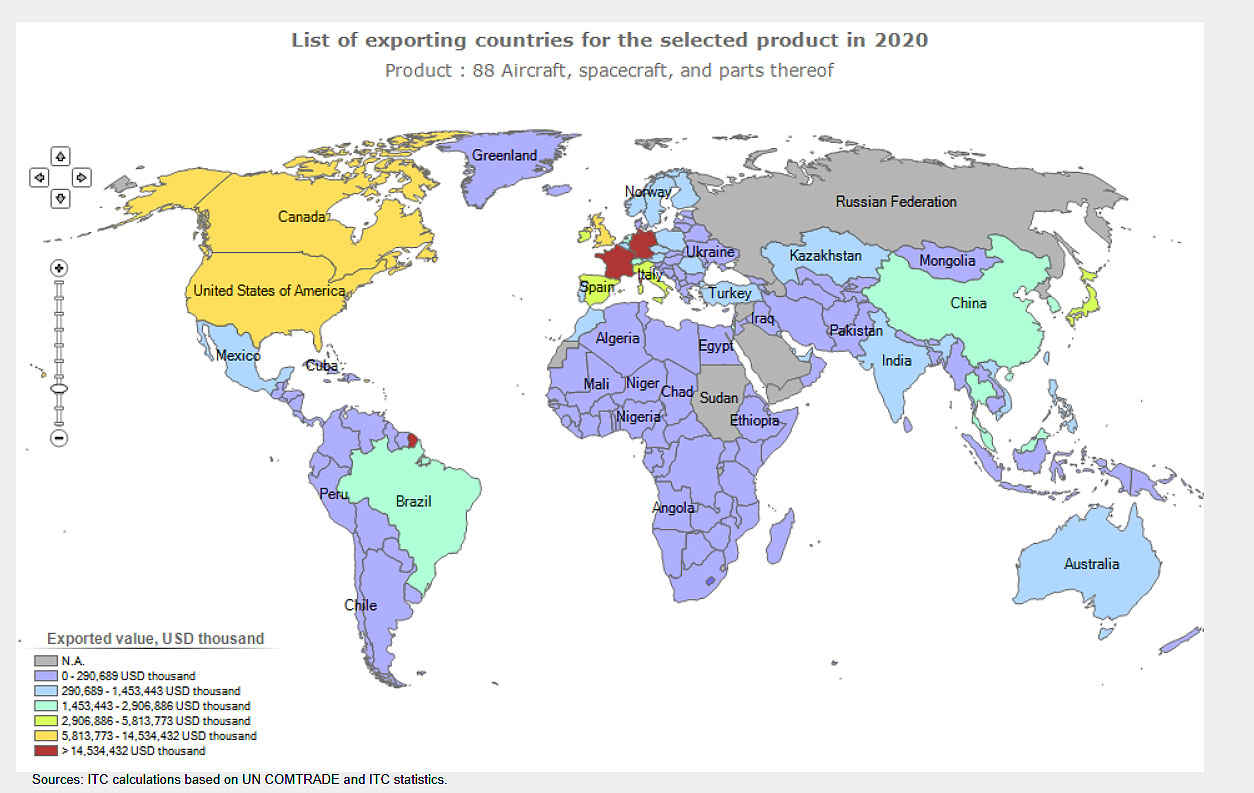 List of exporting countries for the selected product in 2020
Product : 88 Aircraft, spacecraft, and parts thereof
Greenland
Norway
Russian Federation
Canada
Ukraine
Kazakhstan
Mongolia
Italy
Spain
United States of America
Turkey
China
Iraq
Pakistan
Algeria
Egypt
Mexico
India
Cuba
Mali
Niger
Chad
Sudan
Nigeria
Ethiopia
Peru
Brazil
Angola
Australia
Chile
Exported value, USD thousand
N.A.
0 - 290,689 USD thousand
290,689 - 1,453,443 USD thousand
1,453,443 - 2,906,886 USD thousand
2,906,886 - 5,813,773 USD thousand
5,813,773 - 14,534,432 USD thousand
> 14,534,432 USD thousand
Sources: ITC calculations based on UN COMTRADE and ITC statistics.